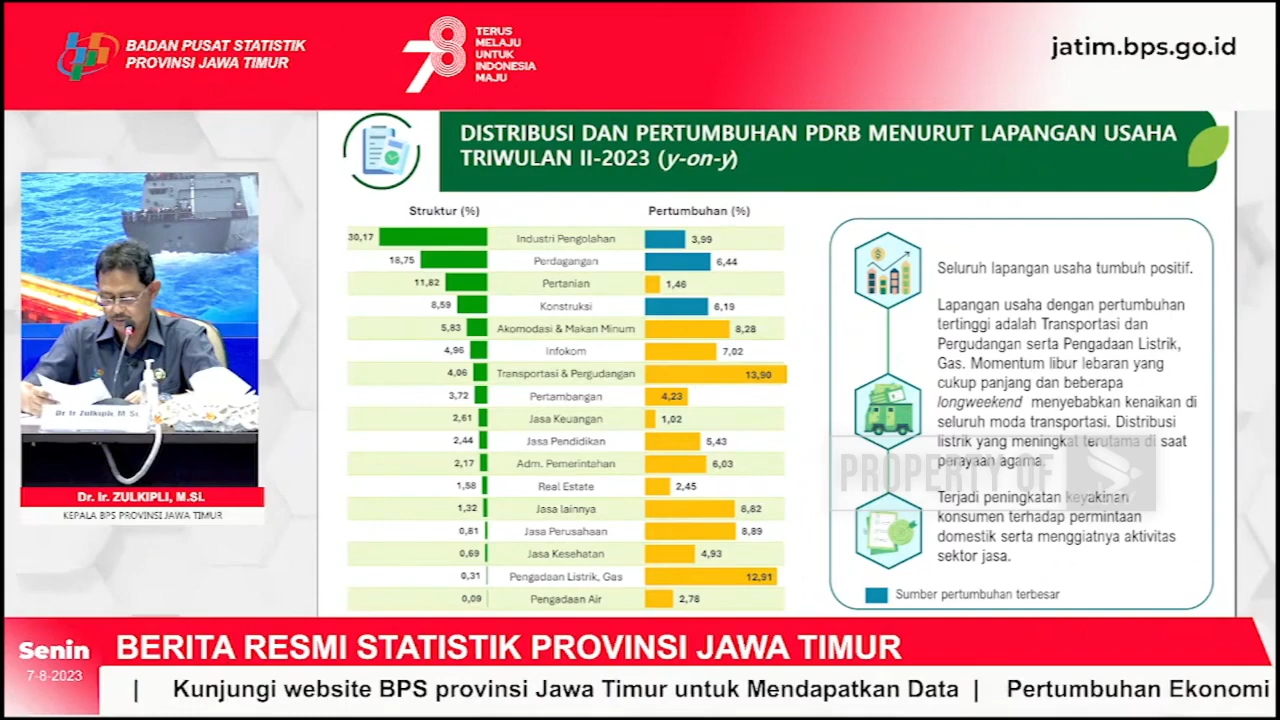 BADAN PUSAT STATISTIK
PROVINSI JAWA TIMUR
78
TERUS
MELAJU
UNTUK
INDONESIA
MAJU
jatim.bps.go.id
DISTRIBUSI DAN PERTUMBUHAN PDRB MENURUT LAPANGAN USAHA
TRIWULAN II-2023 (y-on-y)
Struktur (%) Pertumbuhan (%)
30,17 Industri Pengolahan 3,99
18,75 Perdagangan 6,44
11,82 Pertanian 1,46
8,59 Konstruksi 6,19
5,83 Akomodasi & Makan Minum 8,28
4,96 Infokom 7,02
4,06 Transportasi & Pergudangan 13,90
3,72 Pertambangan 4,23
2,61 Jasa Keuangan 1,02
2,44 Jasa Pendidikan 5,43
2,17 Adm. Pemerintahan 6,03
1,58 Real Estate 2,45
1,32 Jasa lainnya 8,82
0,81 Jasa Perusahaan 8,89
0,69 Jasa Kesehatan 4,93
0,31 Pengadaan Listrik, Gas 12,91
0,09 Pengadaan Air 2,78
Seluruh lapangan usaha tumbuh positif.
Lapangan usaha dengan pertumbuhan
tertinggi adalah Transportasi dan
Pergudangan serta Pengadaan Listrik,
Gas. Momentum libur lebaran yang
cukup panjang dan beberapa
longweekend menyebabkan kenaikan di
seluruh moda transportasi. Distribusi
listrik yang meningkat terutama di saat
perayaan agama.
Terjadi peningkatan keyakinan
konsumen terhadap permintaan
domestik serta menggiatnya aktivitas
sektor jasa.
Sumber pertumbuhan terbesar
PROPERTY OF
Dr. Ir Zulkipli, M. Si.
Dr. Ir. ZULKIPLI, M.SI.
KEPALA BPS PROVINSI JAWA TIMUR
Senin
7-8-2023
BERITA RESMI STATISTIK PROVINSI JAWA TIMUR
| Kunjungi website BPS provinsi Jawa Timur untuk Mendapatkan Data | Pertumbuhan Ekonomi